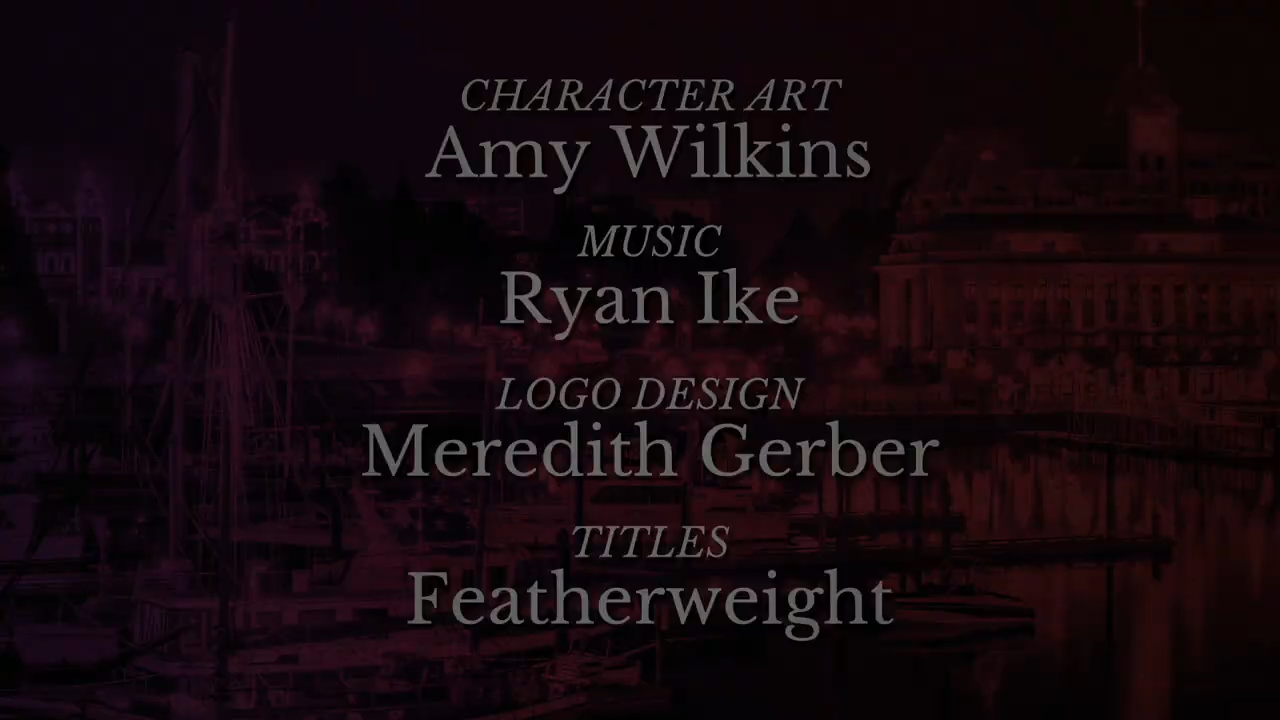 CHARACTER ART
Amy Wilkins
MUSIC
Ryan Ike
LOGO DESIGN
Meredith Gerber
TITLES
Featherweight